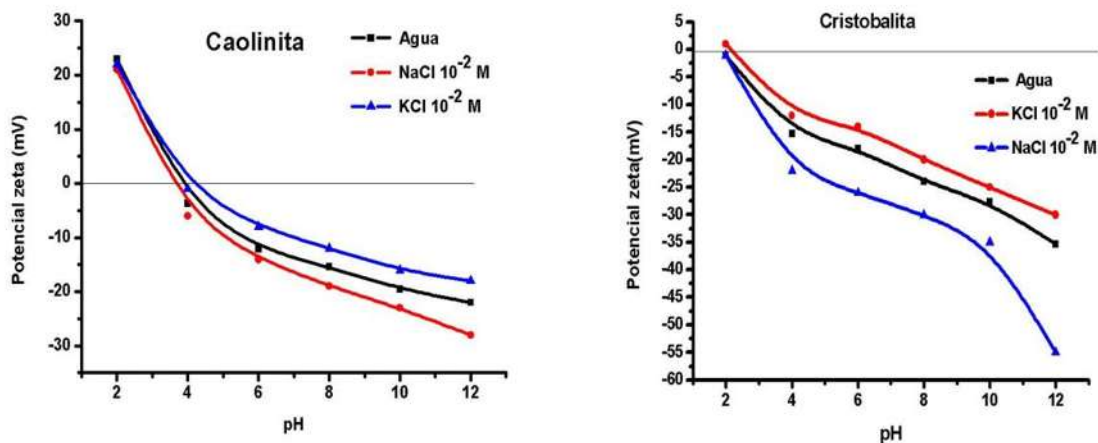 Caolinita
Agua
NaCl 10⁻² M
KCl 10⁻² M
Potencial zeta (mV)
30
20
10
0
-10
-20
-30
2 4 6 8 10 12
pH
Cristobalita
Agua
KCl 10⁻² M
NaCl 10⁻² M
Potencial zeta(mV)
5
0
-5
-10
-15
-20
-25
-30
-35
-40
-45
-50
-55
-60
2 4 6 8 10 12
pH